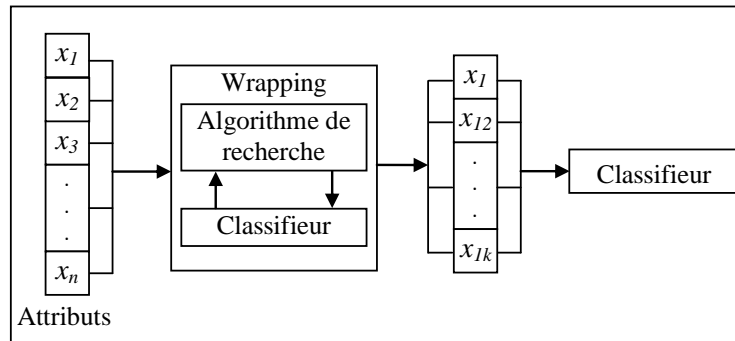 x1
x2
x3
.
.
.
xn
Attributs
Wrapping
Algorithme de
recherche
Classifieur
x1
x12
.
.
.
x1k
Classifieur